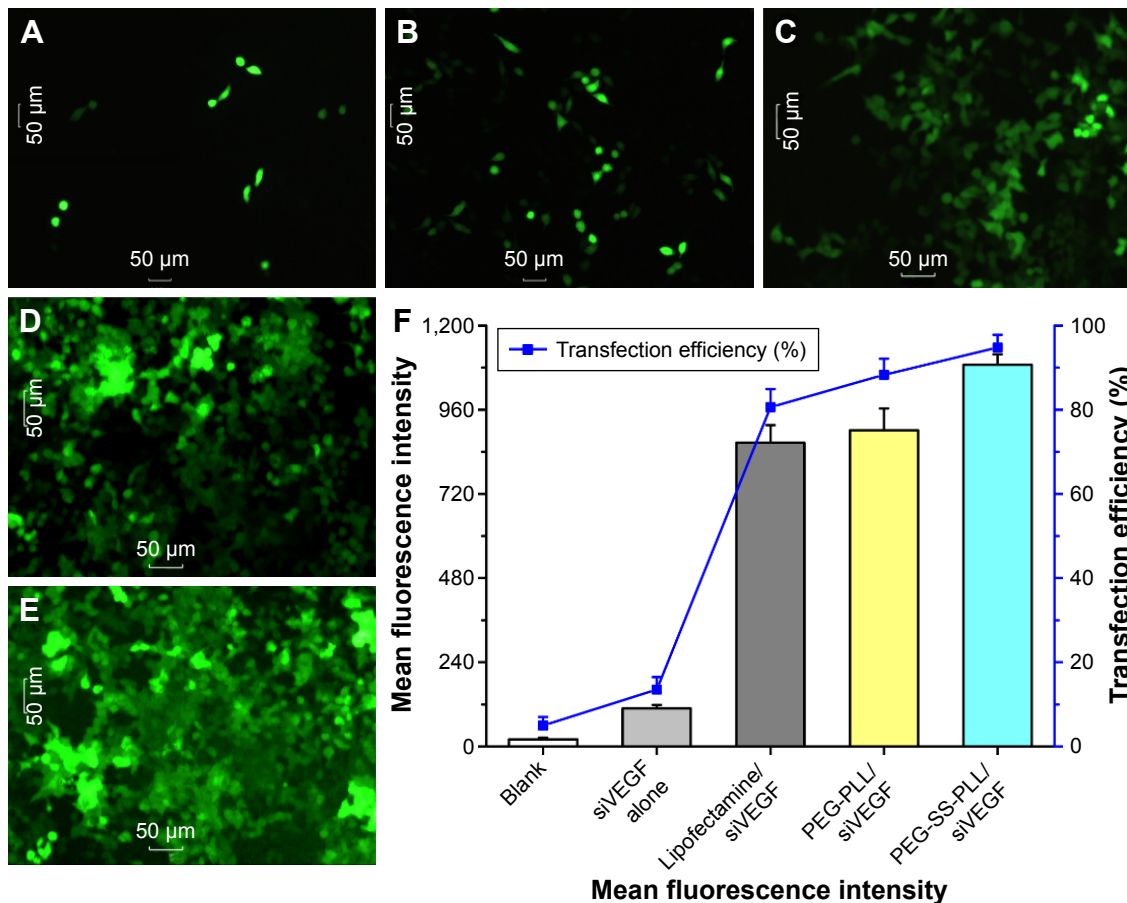 A
50 µm
50 µm
B
50 µm
50 µm
C
50 µm
50 µm
D
50 µm
50 µm
E
50 µm
50 µm
F
Transfection efficiency (%)
Mean fluorescence intensity
1,200
960
720
480
240
0
100
80
60
40
20
0
Transfection efficiency (%)
Blank
siVEGF
alone
Lipofectamine/
siVEGF
PEG-PLL/
siVEGF
PEG-SS-PLL/
siVEGF
Mean fluorescence intensity